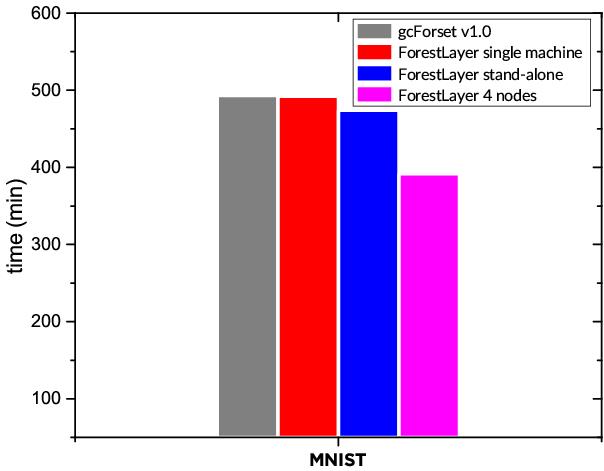 600
500
400
300
200
100
time (min)
gcForset v1.0
ForestLayer single machine
ForestLayer stand-alone
ForestLayer 4 nodes
MNIST